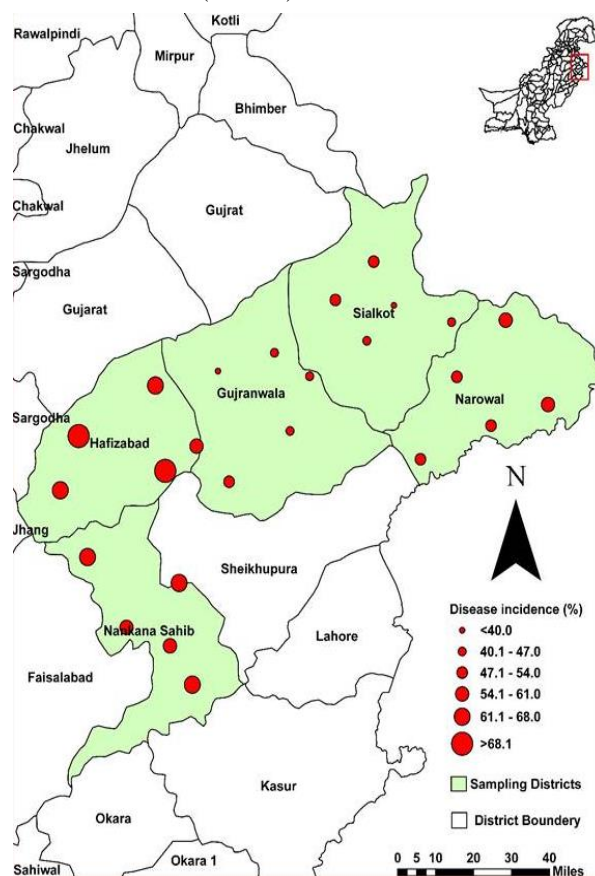 Kotli
Rawalpindi
Mirpur
Bhimber
Chakwal
Jhelum
Chakwal
Gujrat
Sargodha
Gujarat
Sialkot
Gujranwala
Narowal
Sargodha
Hafizabad
N
Jhang
Sheikhupura
Nankana Sahib
Lahore
Faisalabad
Kasur
Okara
Okara 1
Sahiwal
Disease incidence (%)
<40.0
40.1 - 47.0
47.1 - 54.0
54.1 - 61.0
61.1 - 68.0
>68.1
Sampling Districts
District Boundary
0 5 10 20 30 40
Miles